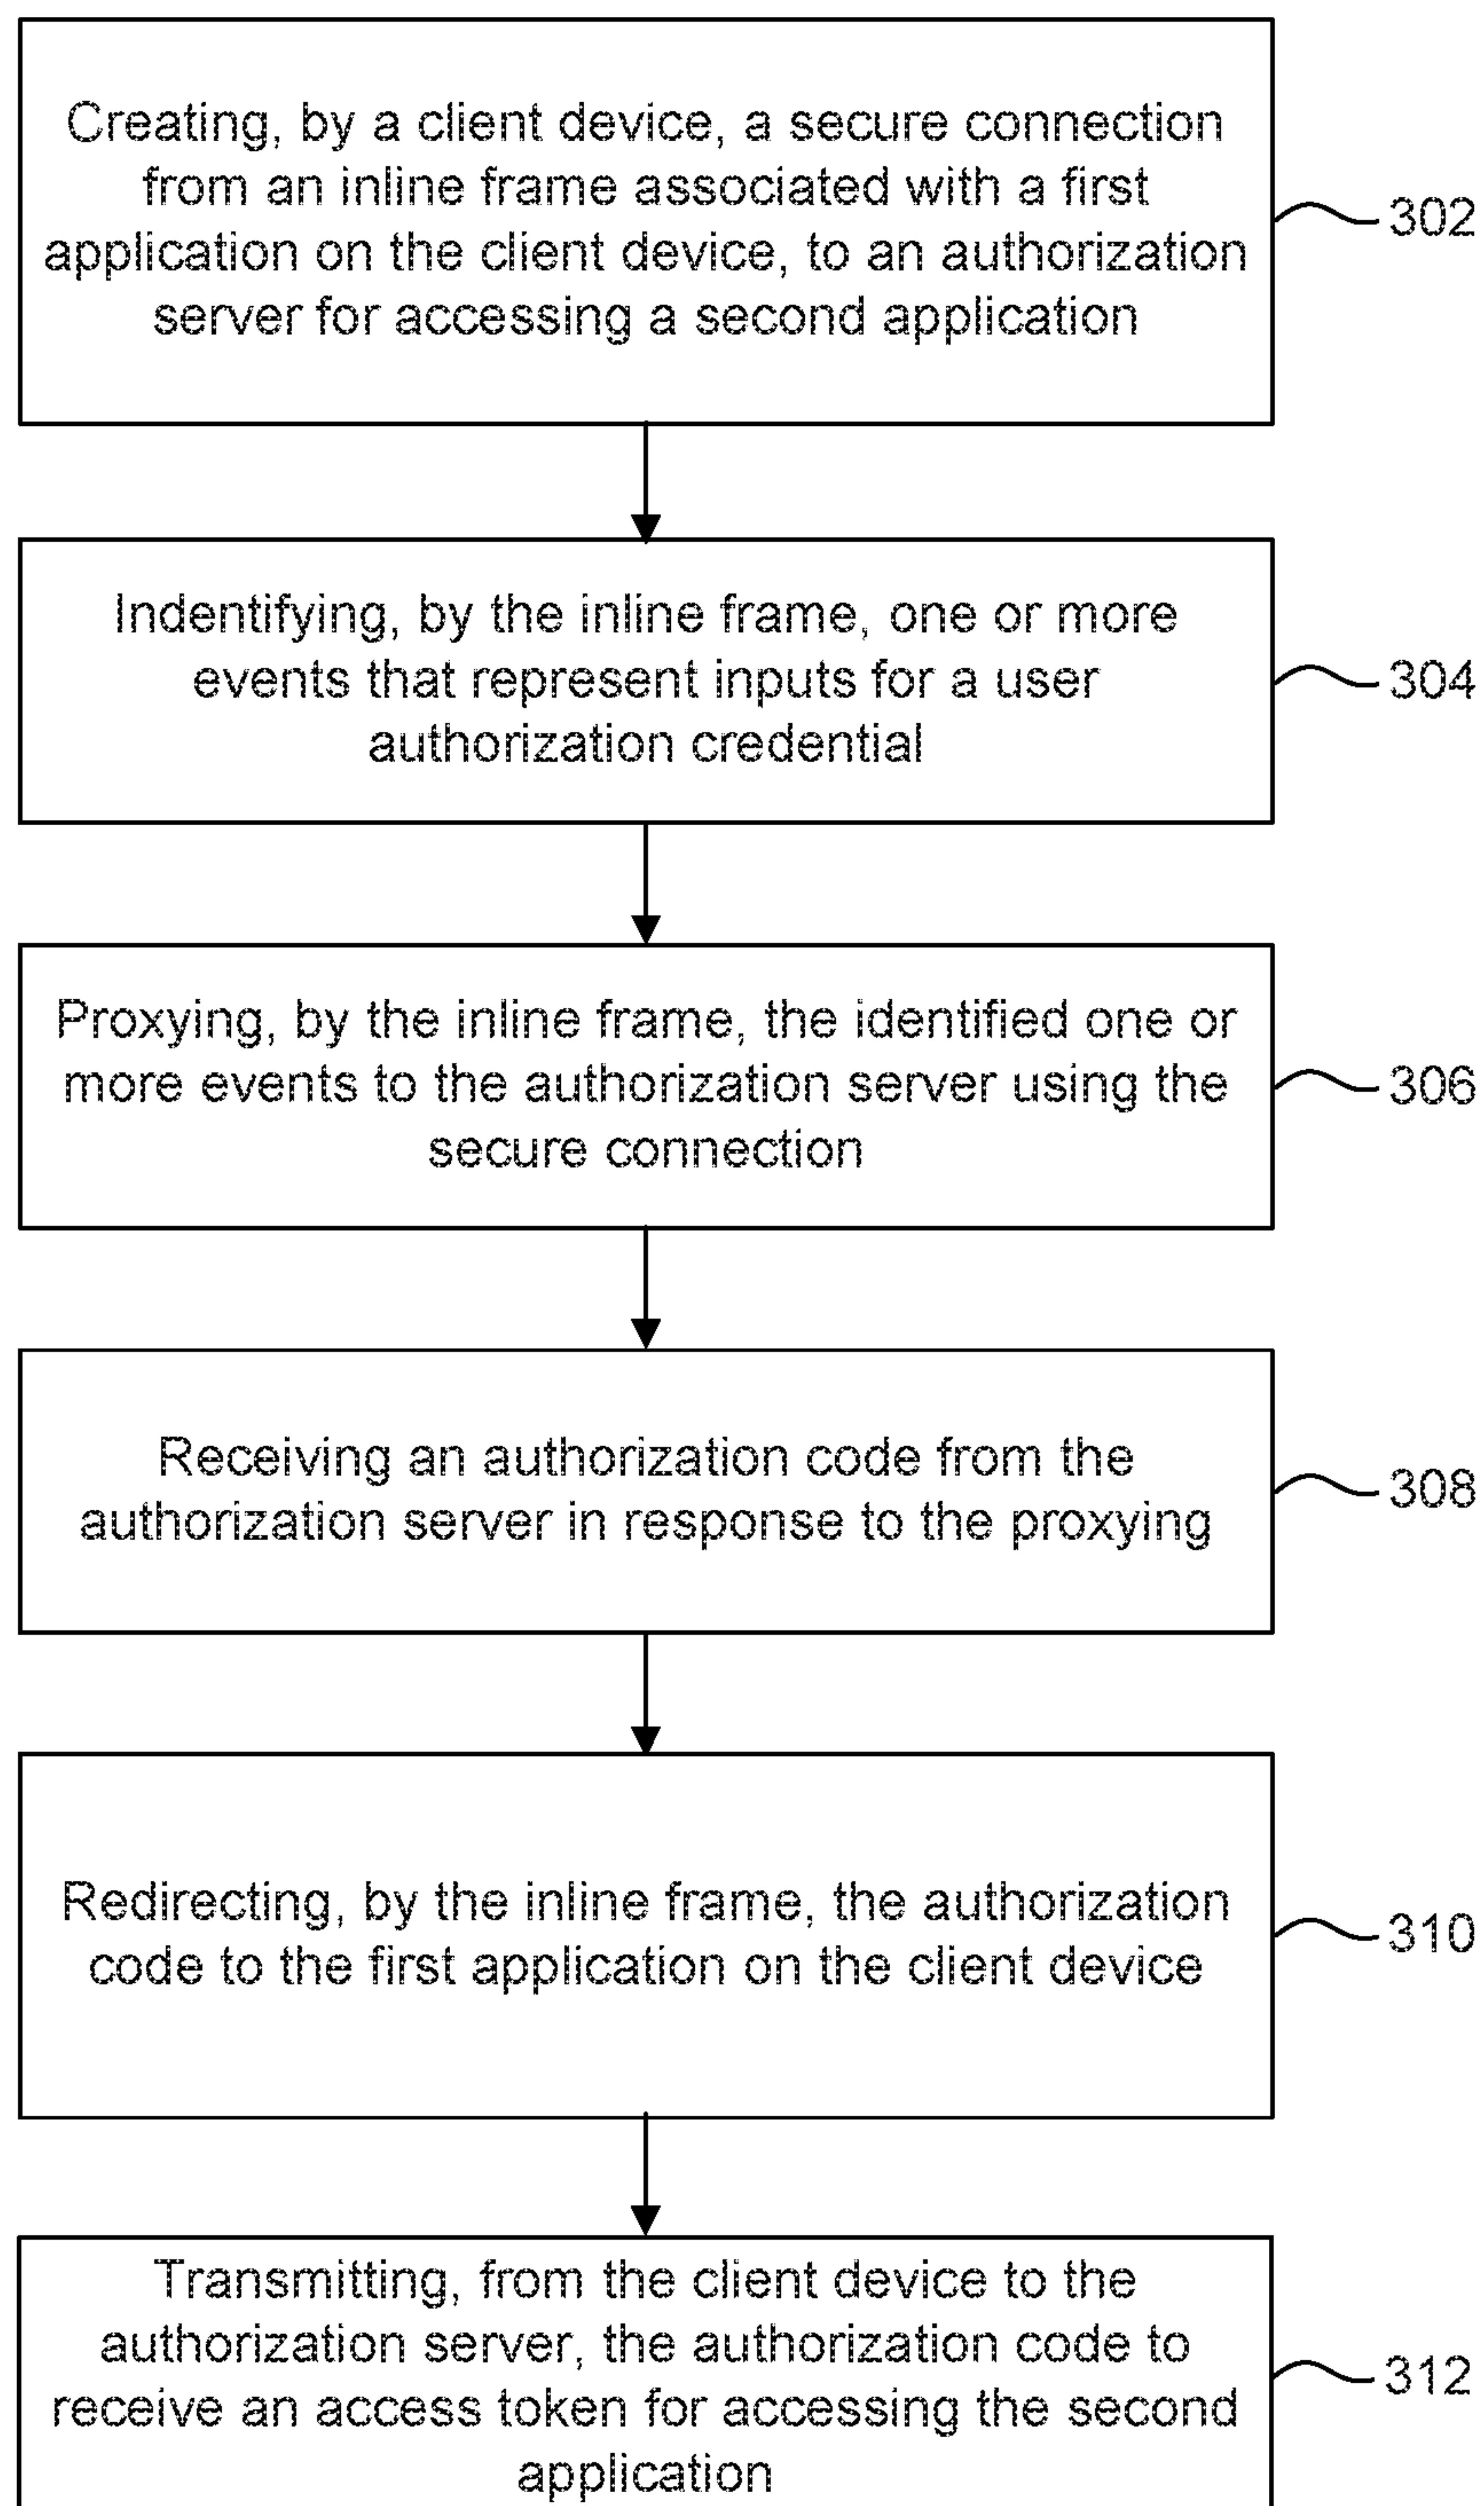 Creating, by a client device, a secure connection
from an inline frame associated with a first
application on the client device, to an authorization
server for accessing a second application
302
Indentifying, by the inline frame, one or more
events that represent inputs for a user
authorization credential
304
Proxying, by the inline frame, the identified one or
more events to the authorization server using the
secure connection
306
Receiving an authorization code from the
authorization server in response to the proxying
308
Redirecting, by the inline frame, the authorization
code to the first application on the client device
310
Transmitting, from the client device to the
authorization server, the authorization code to
receive an access token for accessing the second
application
312